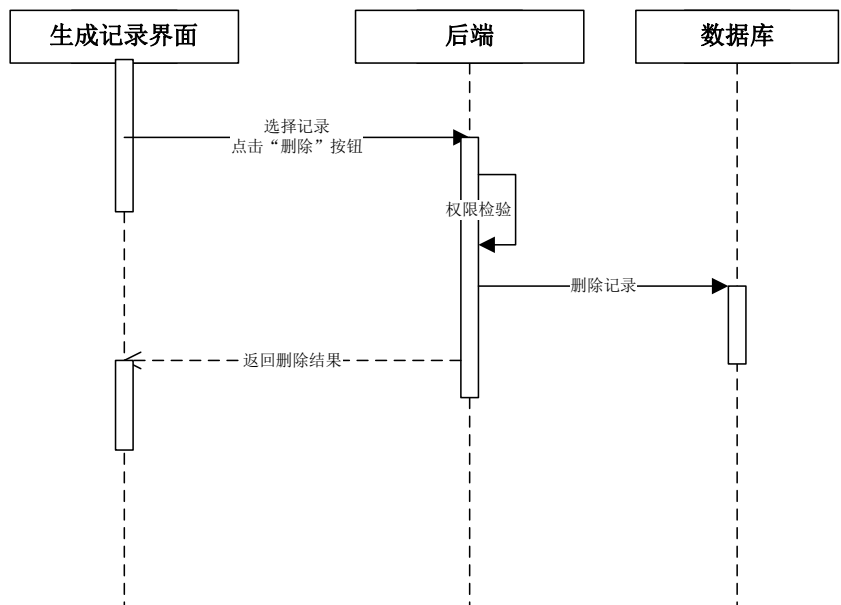 生成记录界面
后端
数据库
选择记录
点击“删除”按钮
权限检验
删除记录
返回删除结果